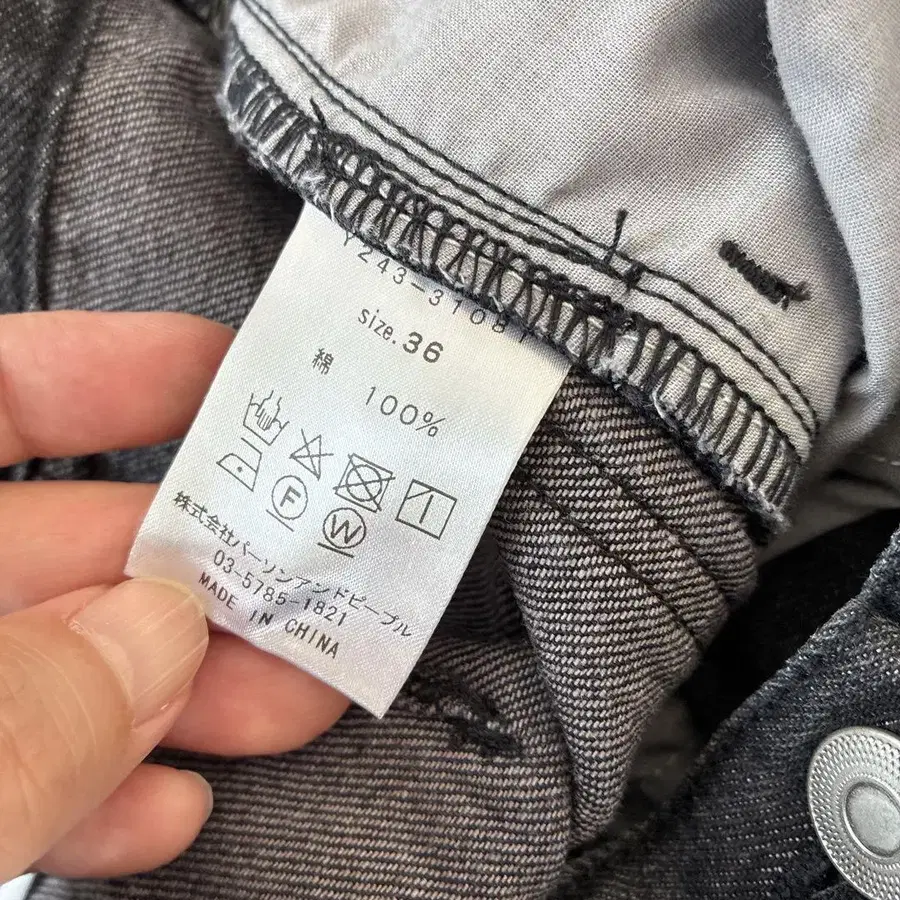 Y243-3108
size. 36
綿 100%
F
W
株式会社パーソンアンドピープル
03-5785-1821
MADE IN CHINA